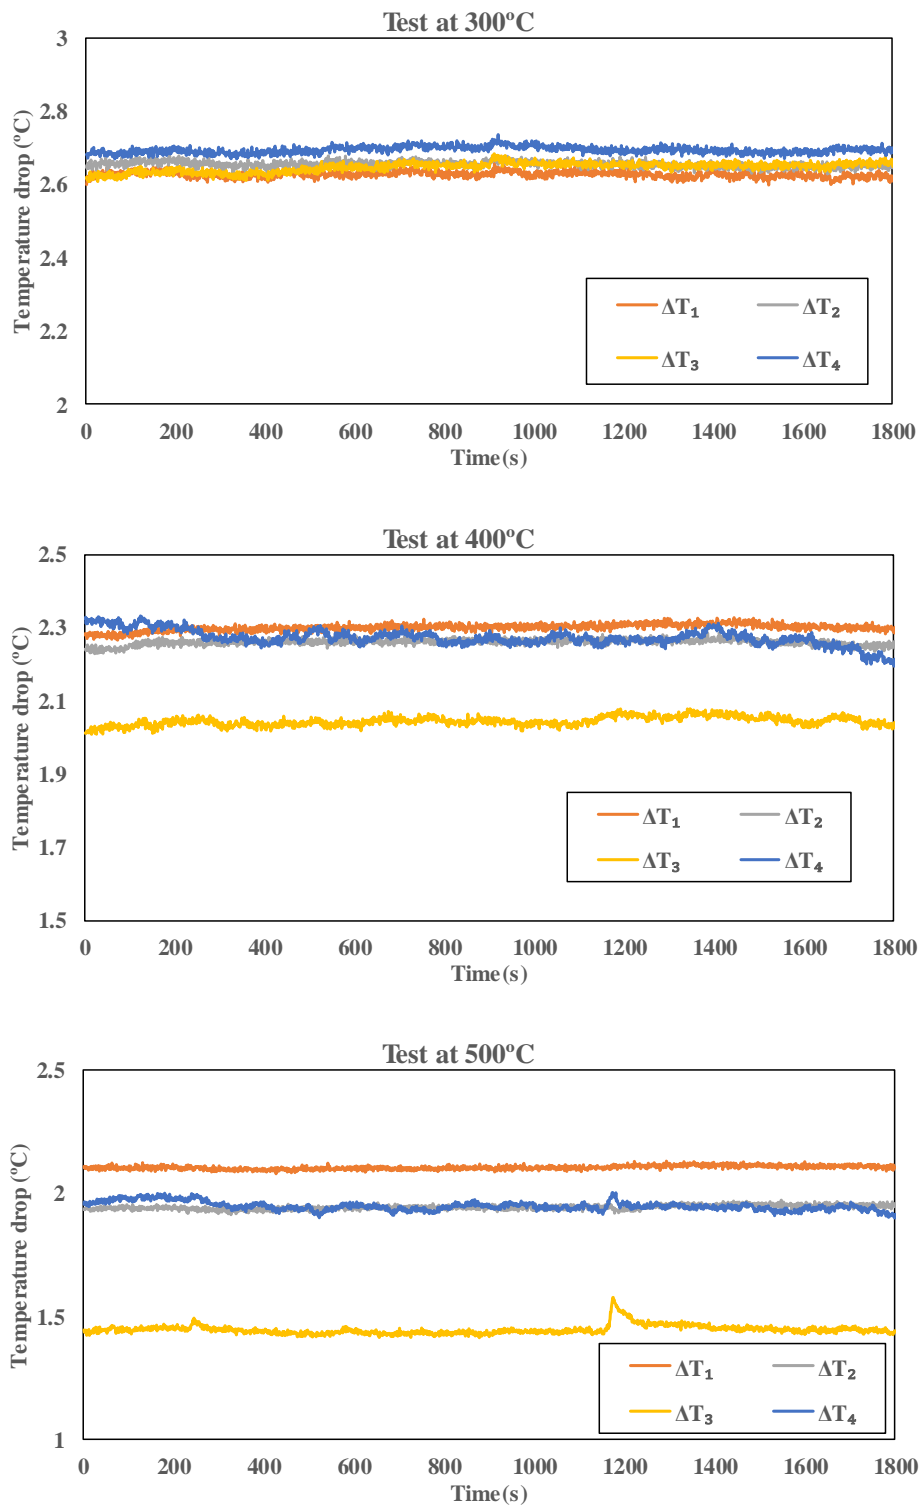 Test at 300ºC
Temperature drop (ºC)
3
2.8
2.6
2.4
2.2
2
ΔT₁ ΔT₂
ΔT₃ ΔT₄
0 200 400 600 800 1000 1200 1400 1600 1800
Time(s)
Test at 400ºC
Temperature drop (ºC)
2.5
2.3
2.1
1.9
1.7
1.5
ΔT₁ ΔT₂
ΔT₃ ΔT₄
0 200 400 600 800 1000 1200 1400 1600 1800
Time(s)
Test at 500ºC
Temperature drop (ºC)
2.5
2
1.5
1
ΔT₁ ΔT₂
ΔT₃ ΔT₄
0 200 400 600 800 1000 1200 1400 1600 1800
Time(s)